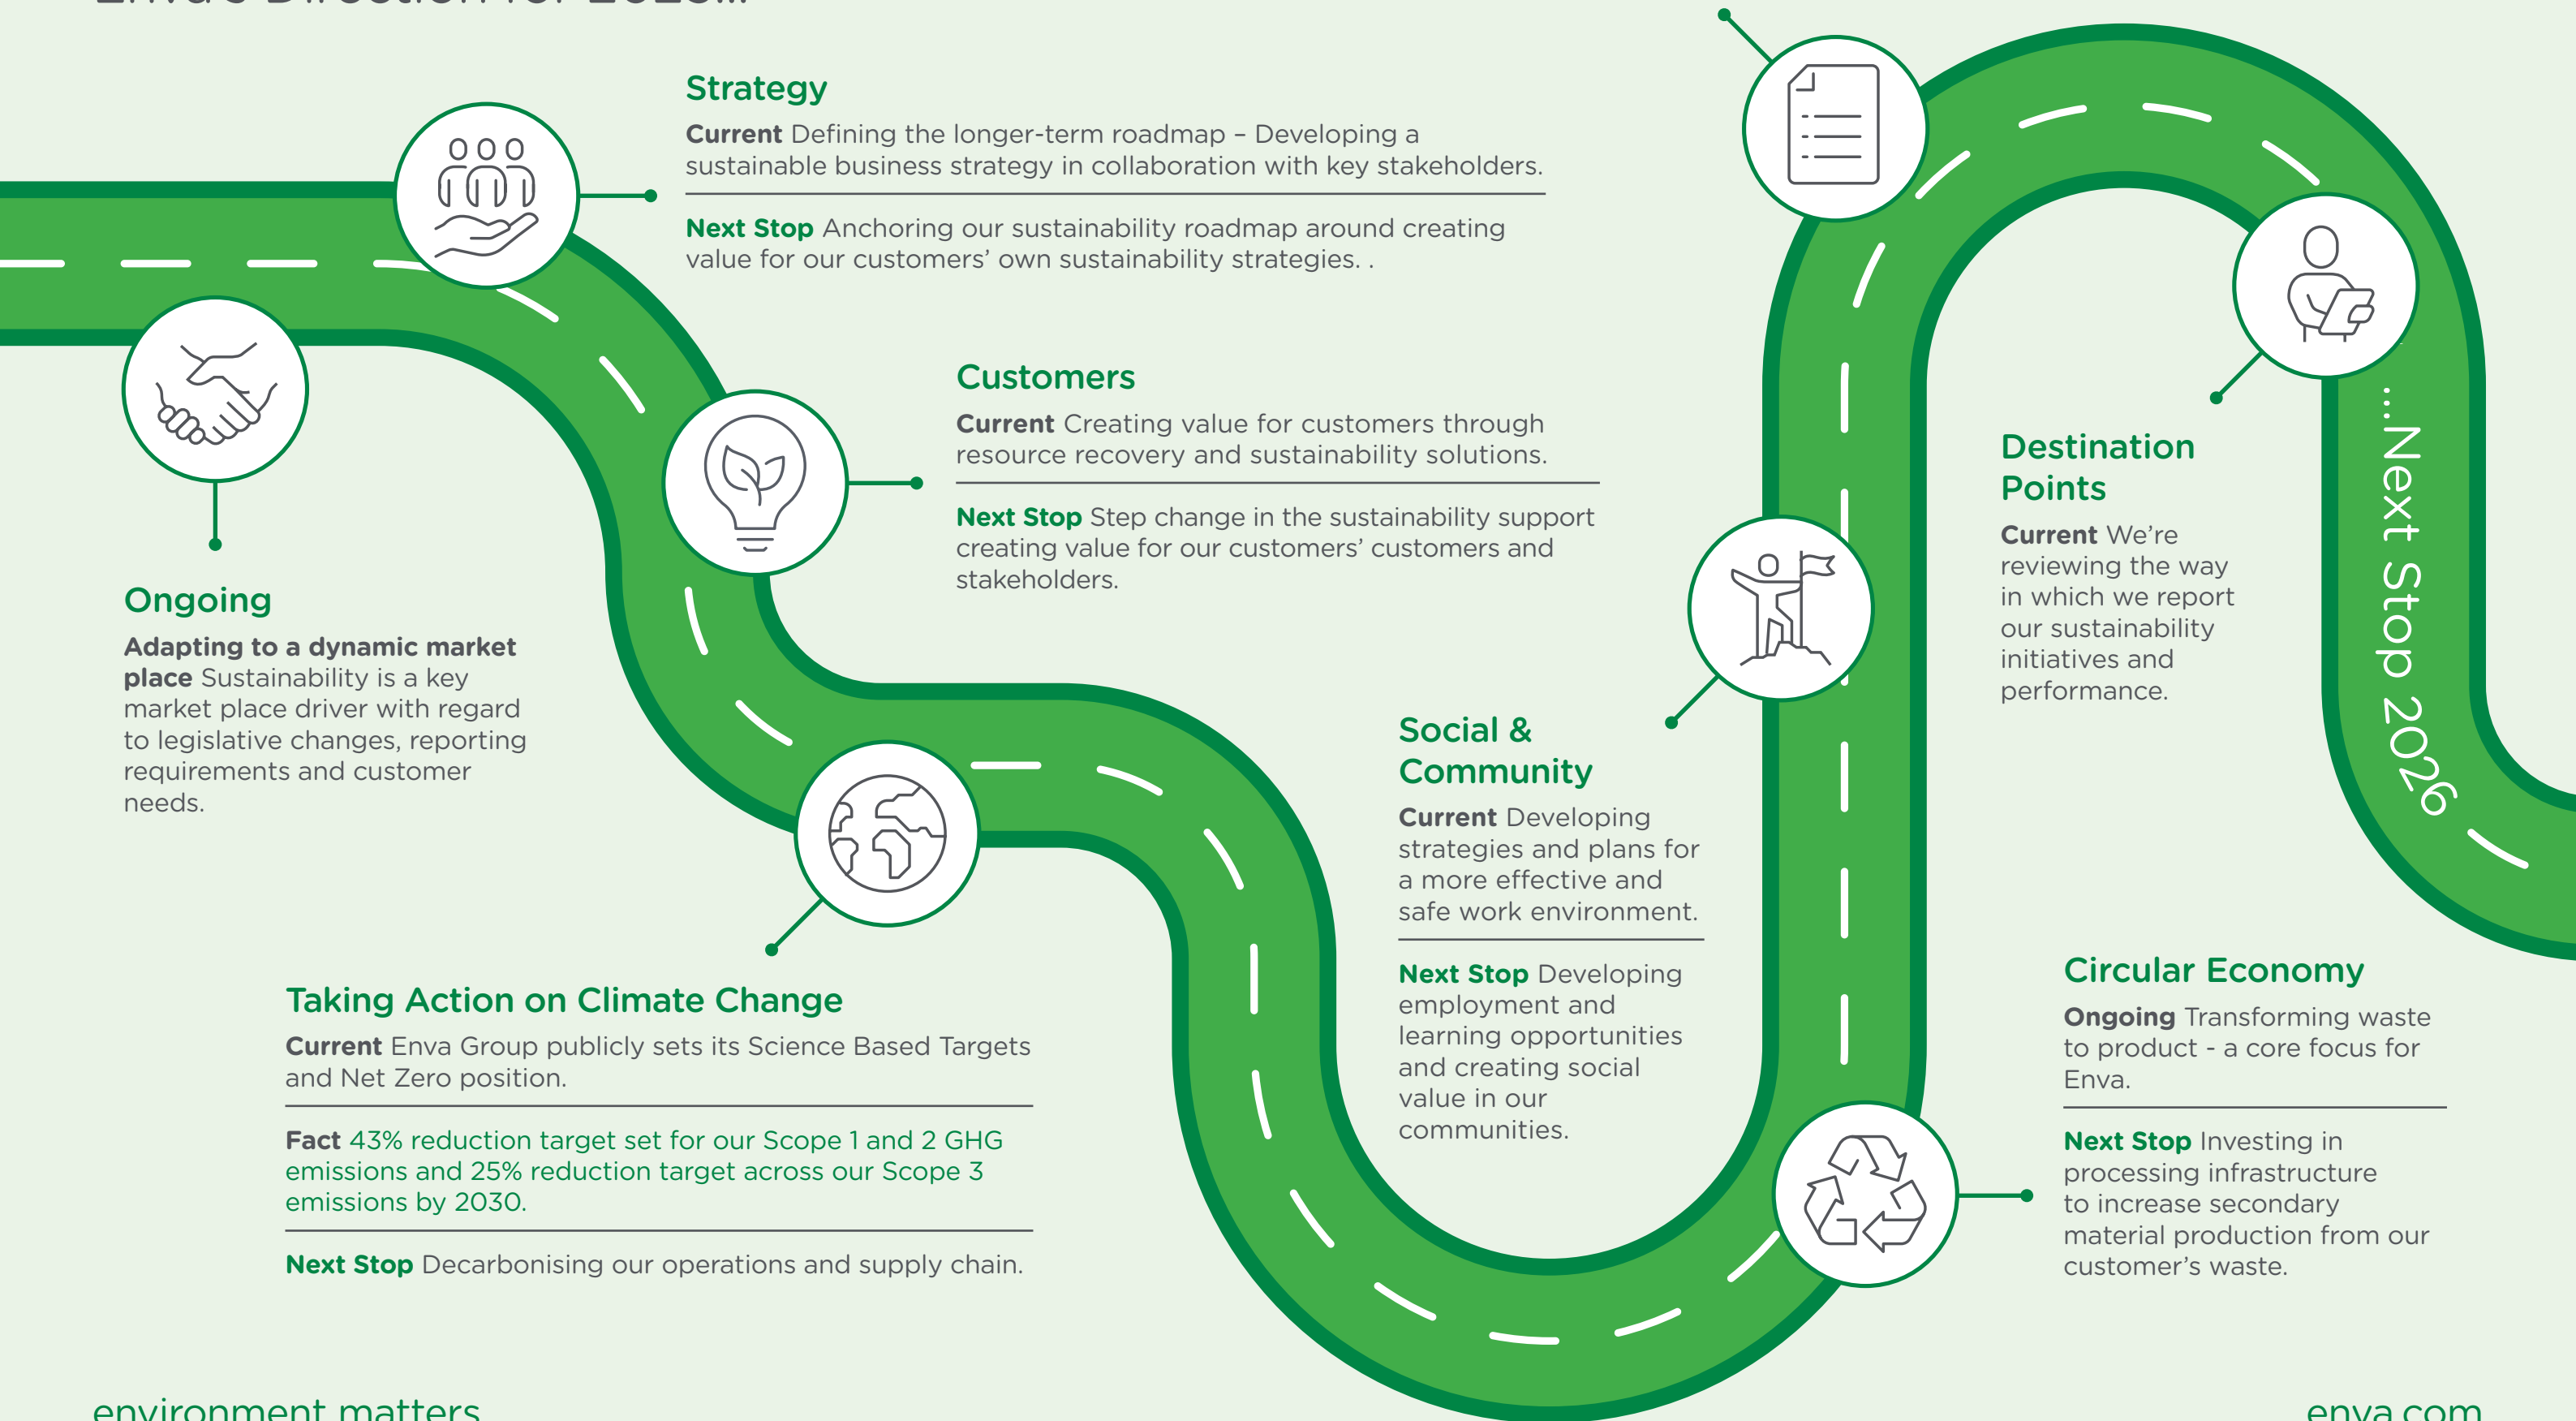 Enva's Direction for 2025...
Strategy
Current Defining the longer-term roadmap – Developing a
sustainable business strategy in collaboration with key stakeholders.
Next Stop Anchoring our sustainability roadmap around creating
value for our customers’ own sustainability strategies. .
Customers
Current Creating value for customers through
resource recovery and sustainability solutions.
Next Stop Step change in the sustainability support
creating value for our customers’ customers and
stakeholders.
Ongoing
Adapting to a dynamic market
place Sustainability is a key
market place driver with regard
to legislative changes, reporting
requirements and customer
needs.
Taking Action on Climate Change
Current Enva Group publicly sets its Science Based Targets
and Net Zero position.
Fact 43% reduction target set for our Scope 1 and 2 GHG
emissions and 25% reduction target across our Scope 3
emissions by 2030.
Next Stop Decarbonising our operations and supply chain.
Social &
Community
Current Developing
strategies and plans for
a more effective and
safe work environment.
Next Stop Developing
employment and
learning opportunities
and creating social
value in our
communities.
Destination
Points
Current We’re
reviewing the way
in which we report
our sustainability
initiatives and
performance.
...Next Stop 2026
Circular Economy
Ongoing Transforming waste
to product - a core focus for
Enva.
Next Stop Investing in
processing infrastructure
to increase secondary
material production from our
customer’s waste.
environment matters
enva.com